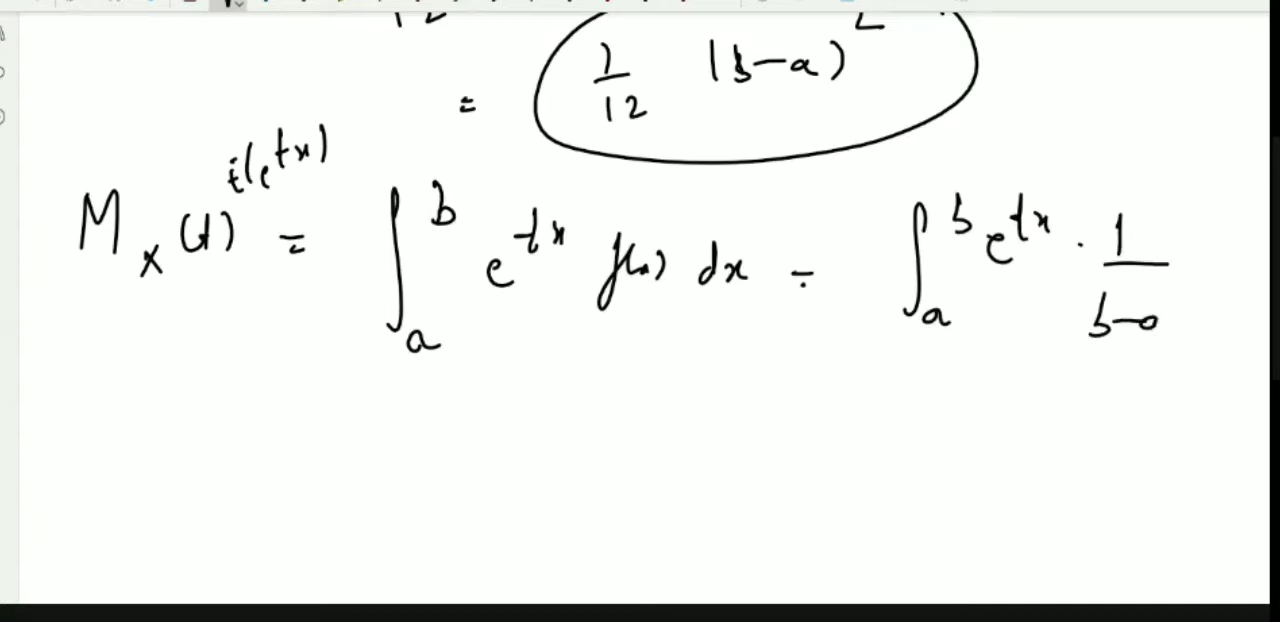 = 1/12 (b-a)^2
E(e^{tx})
M_x(t) = ∫_a^b e^{tx} f(x) dx = ∫_a^b e^{tx} · 1/(b-a)